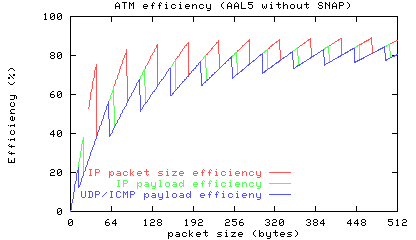 ATM efficiency (AAL5 without SNAP)
100
80
60
40
20
0
Efficiency (%)
IP packet size efficiency
IP payload efficiency
UDP/ICMP payload efficieny
0 64 128 192 256 320 384 448 512
packet size (bytes)